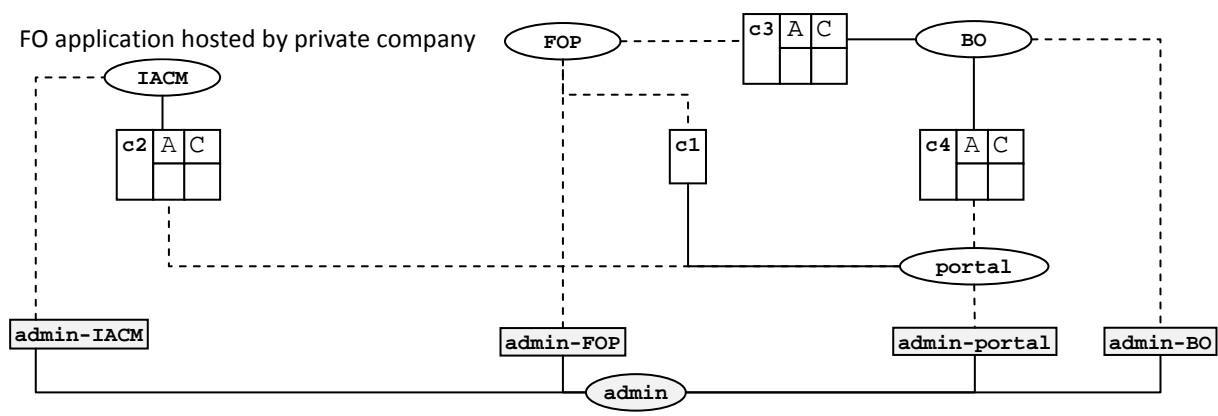 FO application hosted by private company
FOP
c3 A C
BO
IACM
c2 A C
c1
c4 A C
portal
admin-IACM
admin-FOP
admin-portal
admin-BO
admin